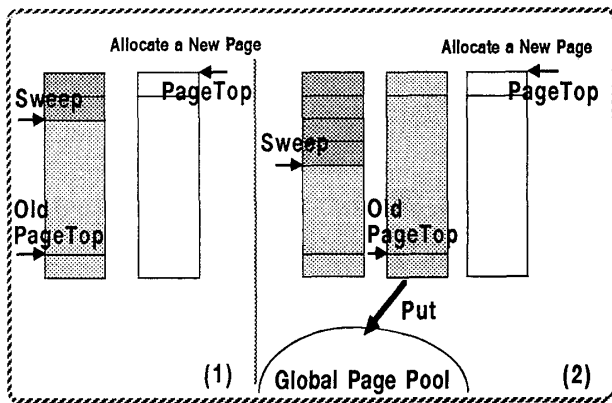 Allocate a New Page
PageTop
Sweep
Old
PageTop
(1)
Allocate a New Page
PageTop
Sweep
Old
PageTop
Put
Global Page Pool
(2)